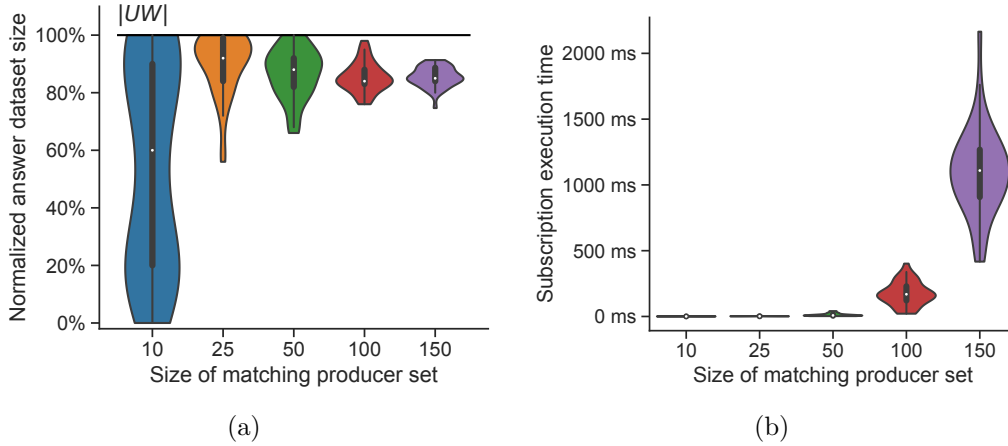 |UW|
Normalized answer dataset size
100%
80%
60%
40%
20%
0%
10 25 50 100 150
Size of matching producer set
(a)
Subscription execution time
2000 ms
1500 ms
1000 ms
500 ms
0 ms
10 25 50 100 150
Size of matching producer set
(b)